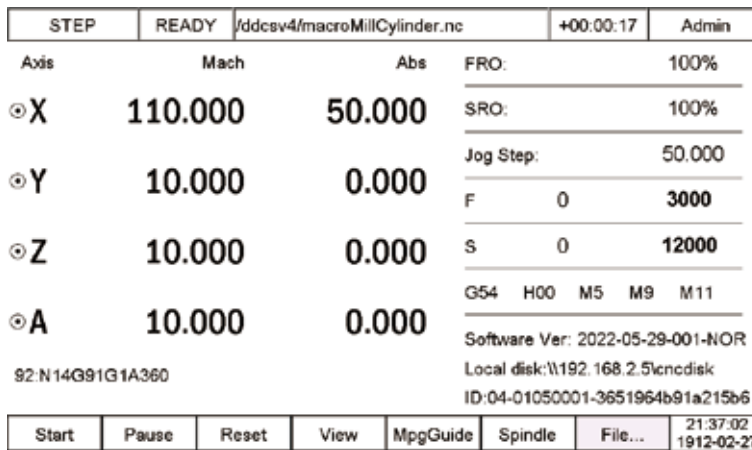 STEP READY /ddcsv4/macroMillCylinder.nc +00:00:17 Admin
Axis Mach Abs
X 110.000 50.000
Y 10.000 0.000
Z 10.000 0.000
A 10.000 0.000
92:N14G91G1A360
FRO: 100%
SRO: 100%
Jog Step: 50.000
F 0 3000
S 0 12000
G54 H00 M5 M9 M11
Software Ver: 2022-05-29-001-NOR
Local disk:\\192.168.2.5\cncdisk
ID:04-01050001-3651964b91a215b6
Start Pause Reset View MpgGuide Spindle File... 21:37:02